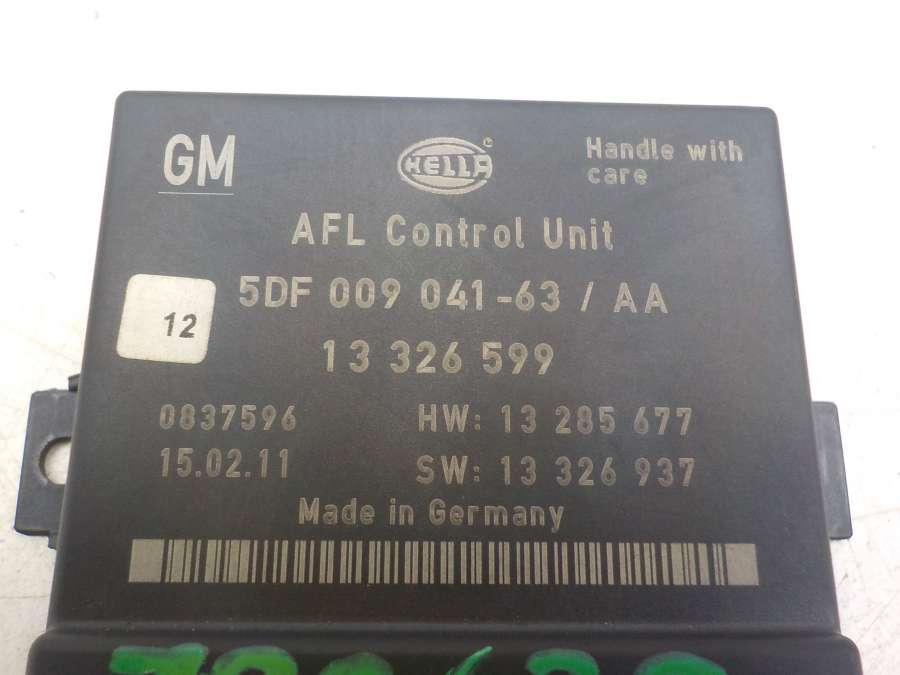 GM
HELLA
Handle with
care
AFL Control Unit
5DF 009 041-63 / AA
12
13 326 599
0837596
HW: 13 285 677
15.02.11
SW: 13 326 937
Made in Germany